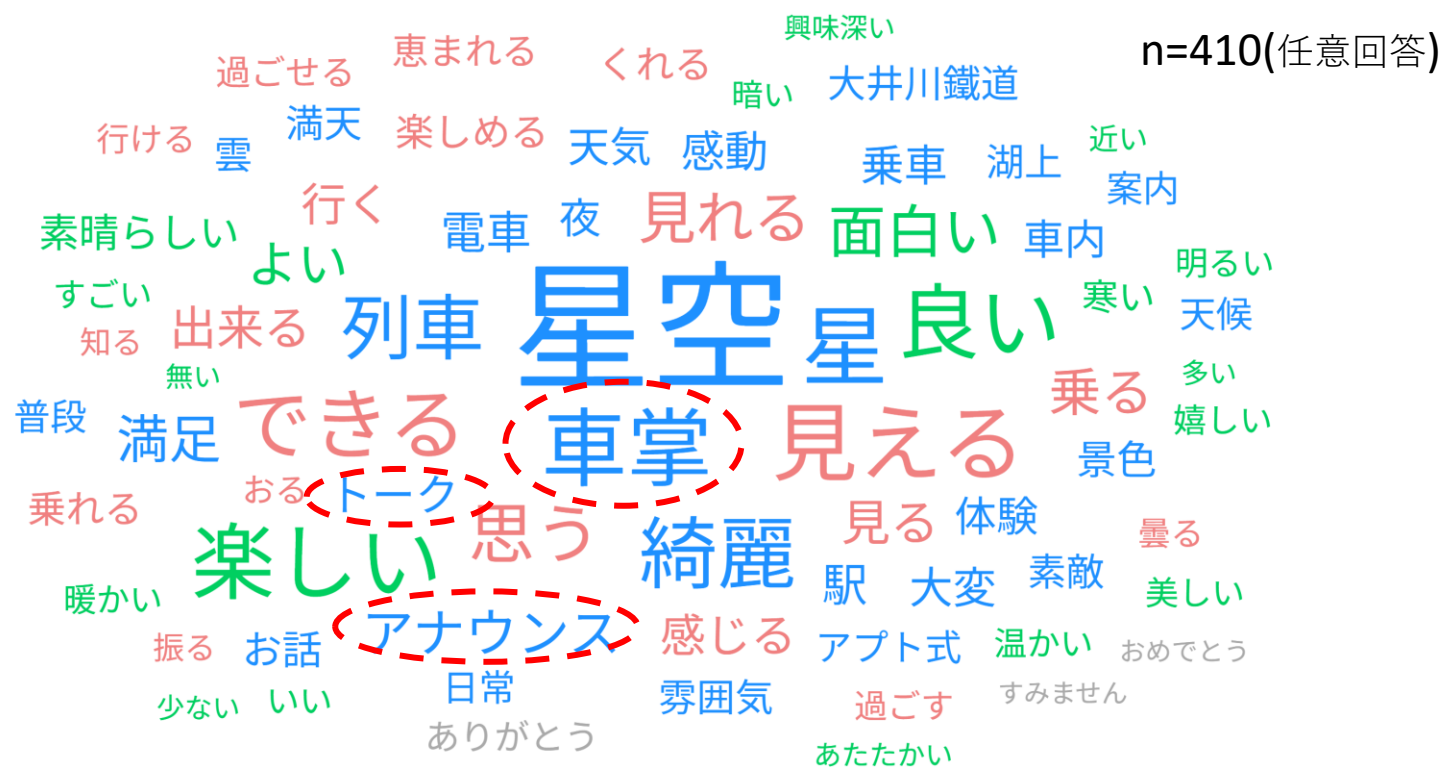 興味深い
n=410(任意回答)
過ごせる 恵まれる くれる 暗い 大井川鐵道
行ける 雲 満天 楽しめる 天気 感動 乗車 湖上 近い
案内
素晴らしい よい 行く 電車 夜 見れる 面白い 車内
明るい
すごい 出来る 列車 星空 星 良い 寒い 天候
知る
無い 多い
普段 満足 できる 車掌 見える 乗る 嬉しい
景色
乗れる おる トーク 思う 綺麗 見る 体験 曇る
暖かい 楽しい 駅 大変 素敵 美しい
振る お話 アナウンス 感じる アプト式 温かい おめでとう
少ない いい 日常 雰囲気 過ごす すみません
ありがとう あたたかい